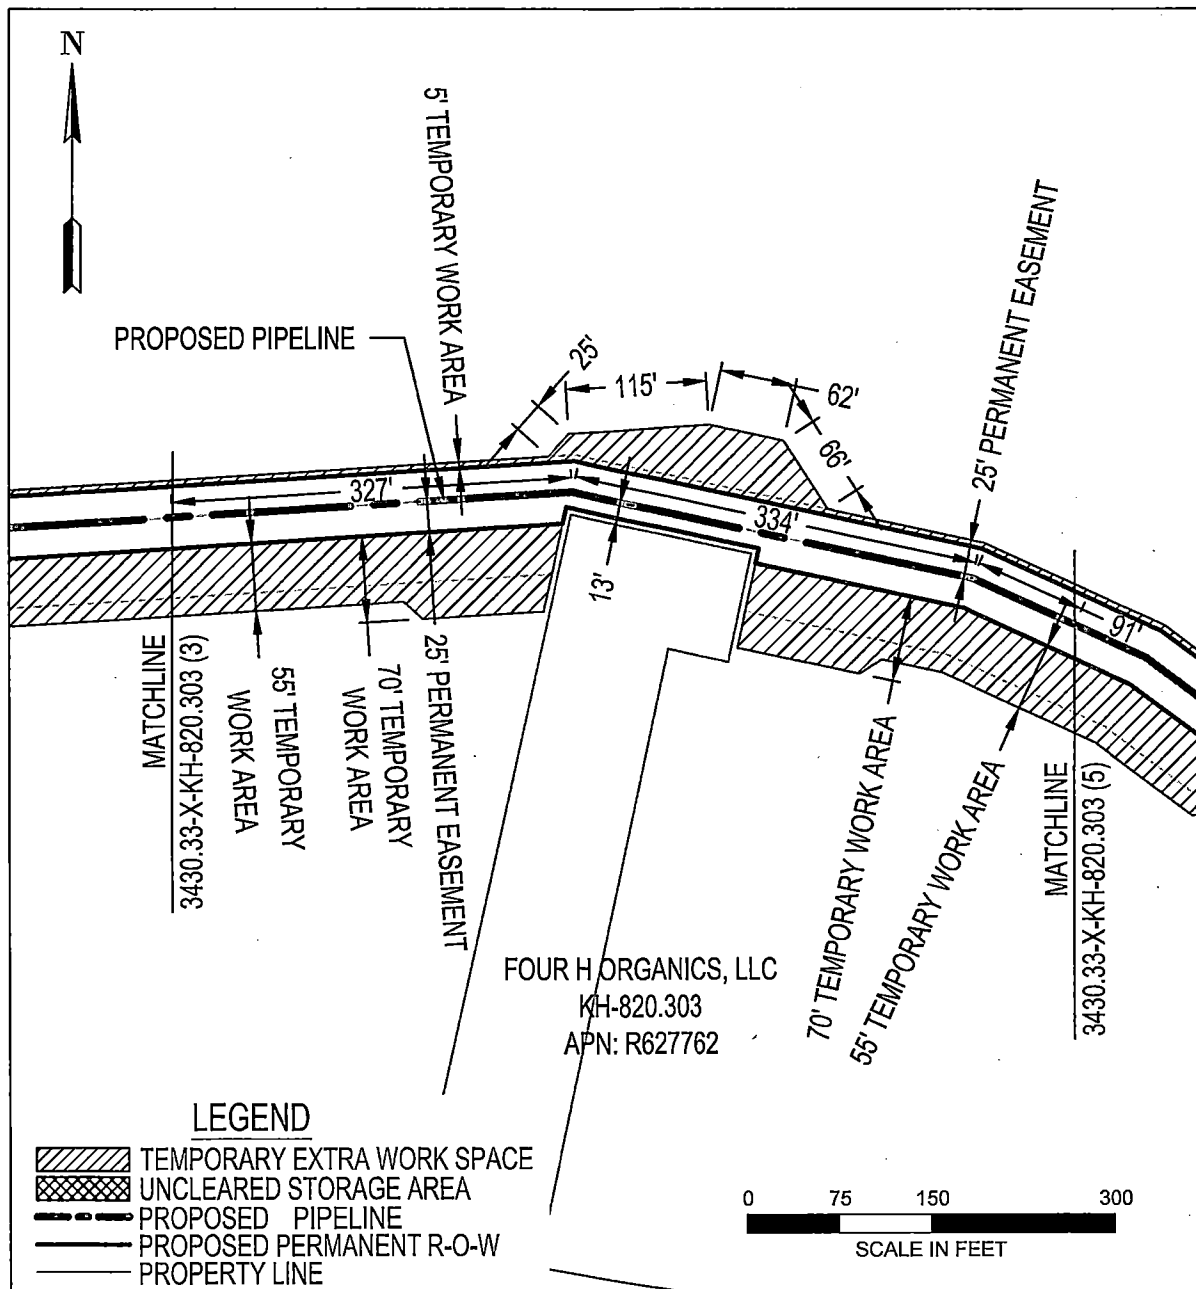 N
5' TEMPORARY WORK AREA
PROPOSED PIPELINE
25'
115'
62'
66'
25' PERMANENT EASEMENT
327'
334'
13'
91'
MATCHLINE
3430.33-X-KH-820.303 (3)
55' TEMPORARY
WORK AREA
70' TEMPORARY
WORK AREA
25' PERMANENT EASEMENT
70' TEMPORARY WORK AREA
55' TEMPORARY WORK AREA
MATCHLINE
3430.33-X-KH-820.303 (5)
FOUR H ORGANICS, LLC
KH-820.303
APN: R627762
LEGEND
TEMPORARY EXTRA WORK SPACE
UNCLEARED STORAGE AREA
PROPOSED PIPELINE
PROPOSED PERMANENT R-O-W
PROPERTY LINE
0 75 150 300
SCALE IN FEET